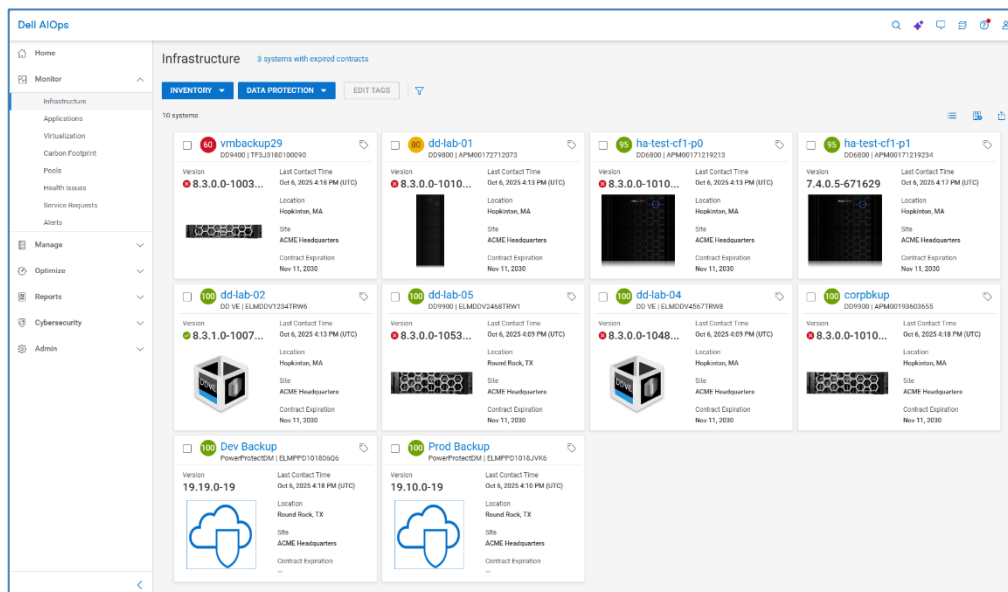 Dell AIOps
Home
Monitor
Infrastructure
Applications
Virtualization
Carbon Footprint
Pools
Health Issues
Service Requests
Alerts
Manage
Optimize
Reports
Cybersecurity
Admin
Infrastructure 3 systems with expired contracts
INVENTORY DATA PROTECTION EDIT TAGS
10 systems
60 vmbackup29
DD9400 | TFSJ3160100090
Version
8.3.0.0-1003...
Last Contact Time
Oct 6, 2025 4:18 PM (UTC)
Location
Hopkinton, MA
Site
ACME Headquarters
Contract Expiration
Nov 11, 2030
80 dd-lab-01
DD9800 | APM00172712073
Version
8.3.0.0-1010...
Last Contact Time
Oct 6, 2025 4:13 PM (UTC)
Location
Hopkinton, MA
Site
ACME Headquarters
Contract Expiration
Nov 11, 2030
95 ha-test-cf1-p0
DD6800 | APM00171219213
Version
8.3.0.0-1010...
Last Contact Time
Oct 6, 2025 4:13 PM (UTC)
Location
Hopkinton, MA
Site
ACME Headquarters
Contract Expiration
Nov 11, 2030
95 ha-test-cf1-p1
DD6800 | APM00171219234
Version
7.4.0.5-671629
Last Contact Time
Oct 6, 2025 4:17 PM (UTC)
Location
Hopkinton, MA
Site
ACME Headquarters
Contract Expiration
Nov 11, 2030
100 dd-lab-02
DD VE | ELMDDV1234TRW6
Version
8.3.1.0-1007...
Last Contact Time
Oct 6, 2025 4:13 PM (UTC)
DDVE
Location
Hopkinton, MA
Site
ACME Headquarters
Contract Expiration
Nov 11, 2030
100 dd-lab-05
DD9900 | ELMDDV2468TRW1
Version
8.3.0.0-1053...
Last Contact Time
Oct 6, 2025 4:09 PM (UTC)
Location
Round Rock, TX
Site
ACME Headquarters
Contract Expiration
Nov 11, 2030
100 dd-lab-04
DD VE | ELMDDV4567TRW8
Version
8.3.0.0-1048...
Last Contact Time
Oct 6, 2025 4:09 PM (UTC)
DDVE
Location
Hopkinton, MA
Site
ACME Headquarters
Contract Expiration
Nov 11, 2030
100 corpbkup
DD9900 | APM00193603655
Version
8.3.0.0-1010...
Last Contact Time
Oct 6, 2025 4:18 PM (UTC)
Location
Hopkinton, MA
Site
ACME Headquarters
Contract Expiration
Nov 11, 2030
100 Dev Backup
PowerProtectDM | ELMPPD101806Q6
Version
19.19.0-19
Last Contact Time
Oct 6, 2025 4:18 PM (UTC)
Location
Round Rock, TX
Site
ACME Headquarters
Contract Expiration
--
100 Prod Backup
PowerProtectDM | ELMPPD1018JVK6
Version
19.10.0-19
Last Contact Time
Oct 6, 2025 4:10 PM (UTC)
Location
Round Rock, TX
Site
ACME Headquarters
Contract Expiration
--